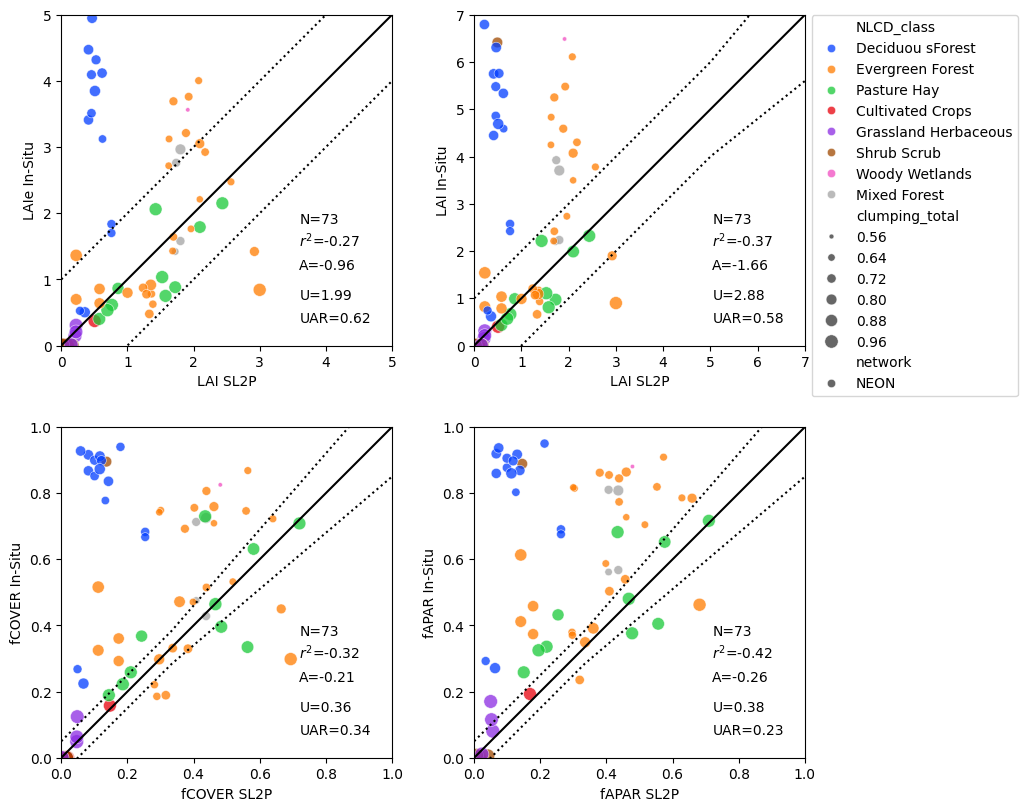 5
4
3
2
1
0
0
1
2
3
4
5
LAIe In-Situ
LAI SL2P
N=73
r²=-0.27
A=-0.96
U=1.99
UAR=0.62
7
6
5
4
3
2
1
0
0
1
2
3
4
5
6
7
LAI In-Situ
LAI SL2P
N=73
r²=-0.37
A=-1.66
U=2.88
UAR=0.58
NLCD_class
Deciduou sForest
Evergreen Forest
Pasture Hay
Cultivated Crops
Grassland Herbaceous
Shrub Scrub
Woody Wetlands
Mixed Forest
clumping_total
0.56
0.64
0.72
0.80
0.88
0.96
network
NEON
1.0
0.8
0.6
0.4
0.2
0.0
0.0
0.2
0.4
0.6
0.8
1.0
fCOVER In-Situ
fCOVER SL2P
N=73
r²=-0.32
A=-0.21
U=0.36
UAR=0.34
1.0
0.8
0.6
0.4
0.2
0.0
0.0
0.2
0.4
0.6
0.8
1.0
fAPAR In-Situ
fAPAR SL2P
N=73
r²=-0.42
A=-0.26
U=0.38
UAR=0.23